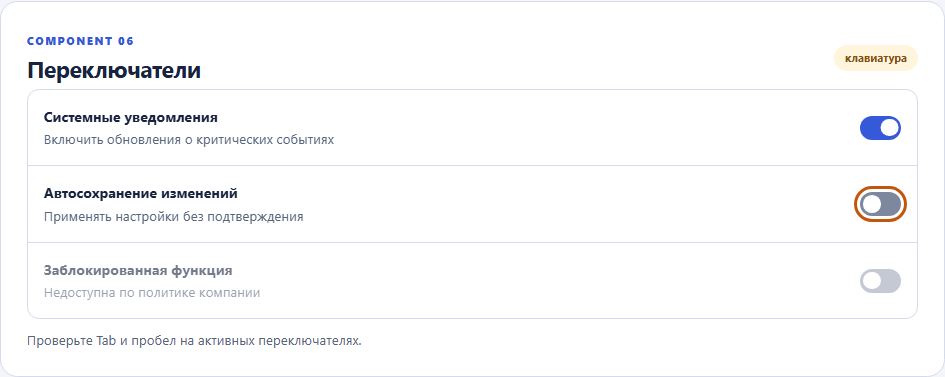 COMPONENT 06
Переключатели
клавиатура
Системные уведомления
Включить обновления о критических событиях
Автосохранение изменений
Применять настройки без подтверждения
Заблокированная функция
Недоступна по политике компании
Проверьте Tab и пробел на активных переключателях.